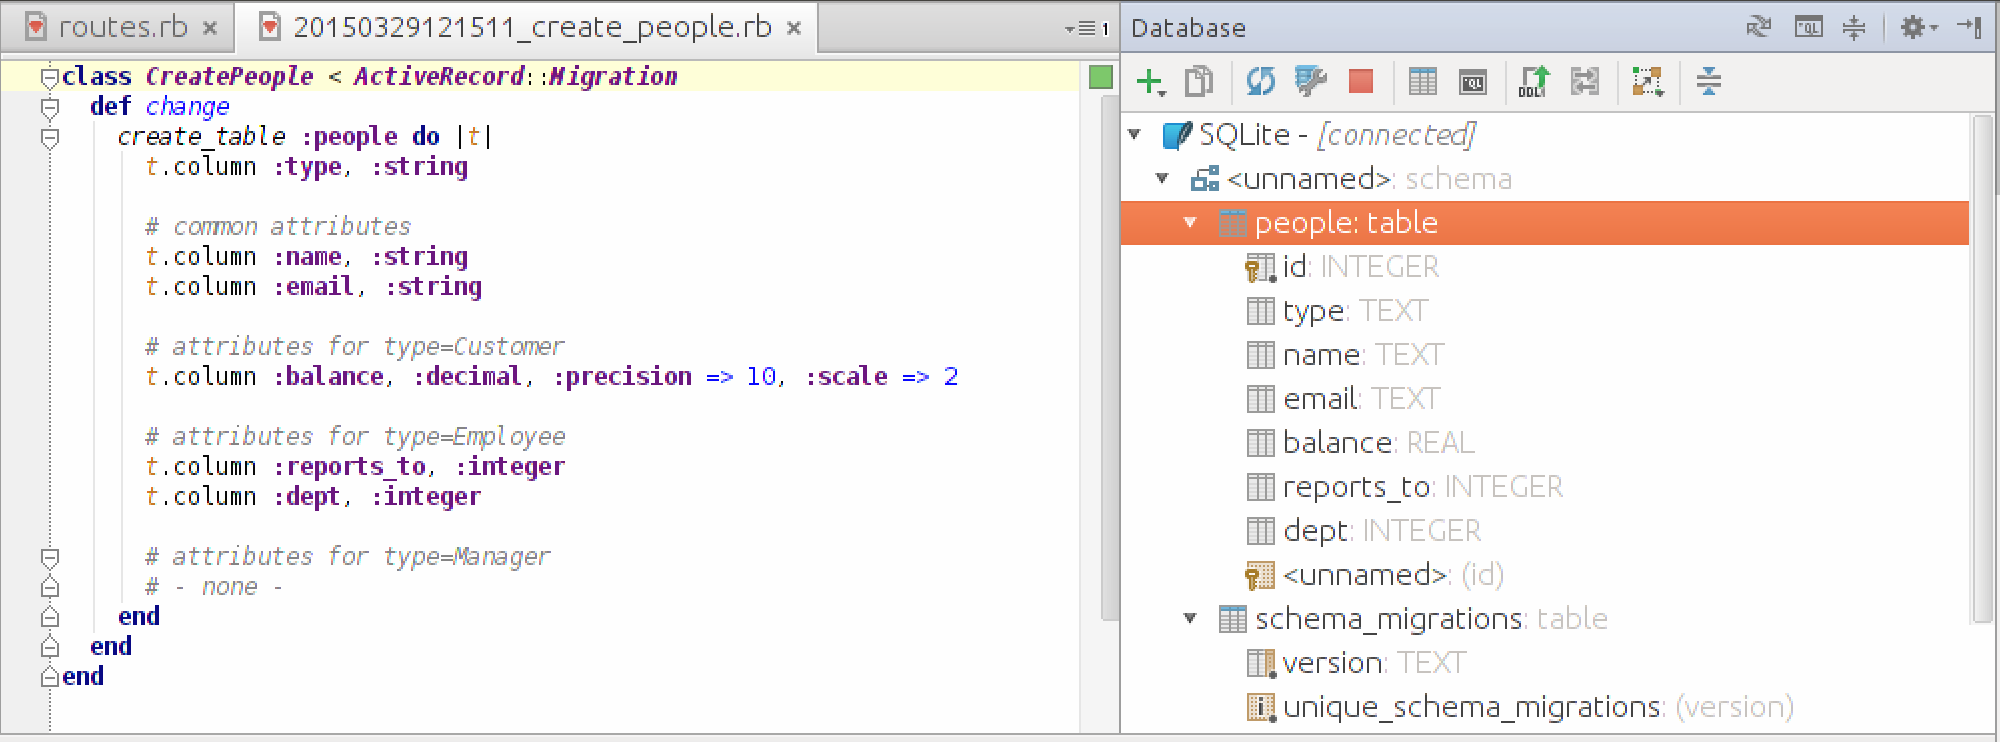 routes.rb
20150329121511_create_people.rb
1
class CreatePeople < ActiveRecord::Migration
def change
create_table :people do |t|
t.column :type, :string
# common attributes
t.column :name, :string
t.column :email, :string
# attributes for type=Customer
t.column :balance, :decimal, :precision => 10, :scale => 2
# attributes for type=Employee
t.column :reports_to, :integer
t.column :dept, :integer
# attributes for type=Manager
# - none -
end
end
end
Database
SQLite - [connected]
<unnamed>: schema
people: table
id: INTEGER
type: TEXT
name: TEXT
email: TEXT
balance: REAL
reports_to: INTEGER
dept: INTEGER
<unnamed>: (id)
schema_migrations: table
version: TEXT
unique_schema_migrations: (version)